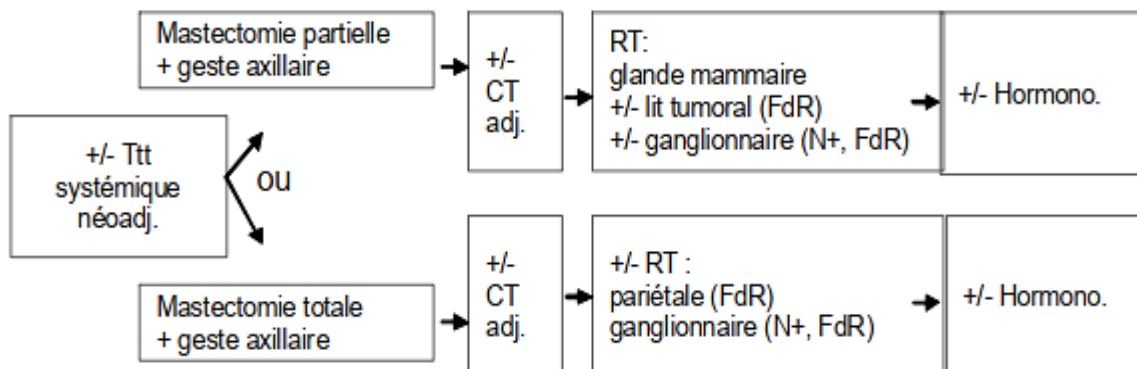 Mastectomie partielle
+ geste axillaire
+/-
CT
adj.
RT:
glande mammaire
+/- lit tumoral (FdR)
+/- ganglionnaire (N+, FdR)
+/- Hormono.
+/- Ttt
systémique
néoadj.
ou
Mastectomie totale
+ geste axillaire
+/-
CT
adj.
+/- RT :
pariétale (FdR)
ganglionnaire (N+, FdR)
+/- Hormono.